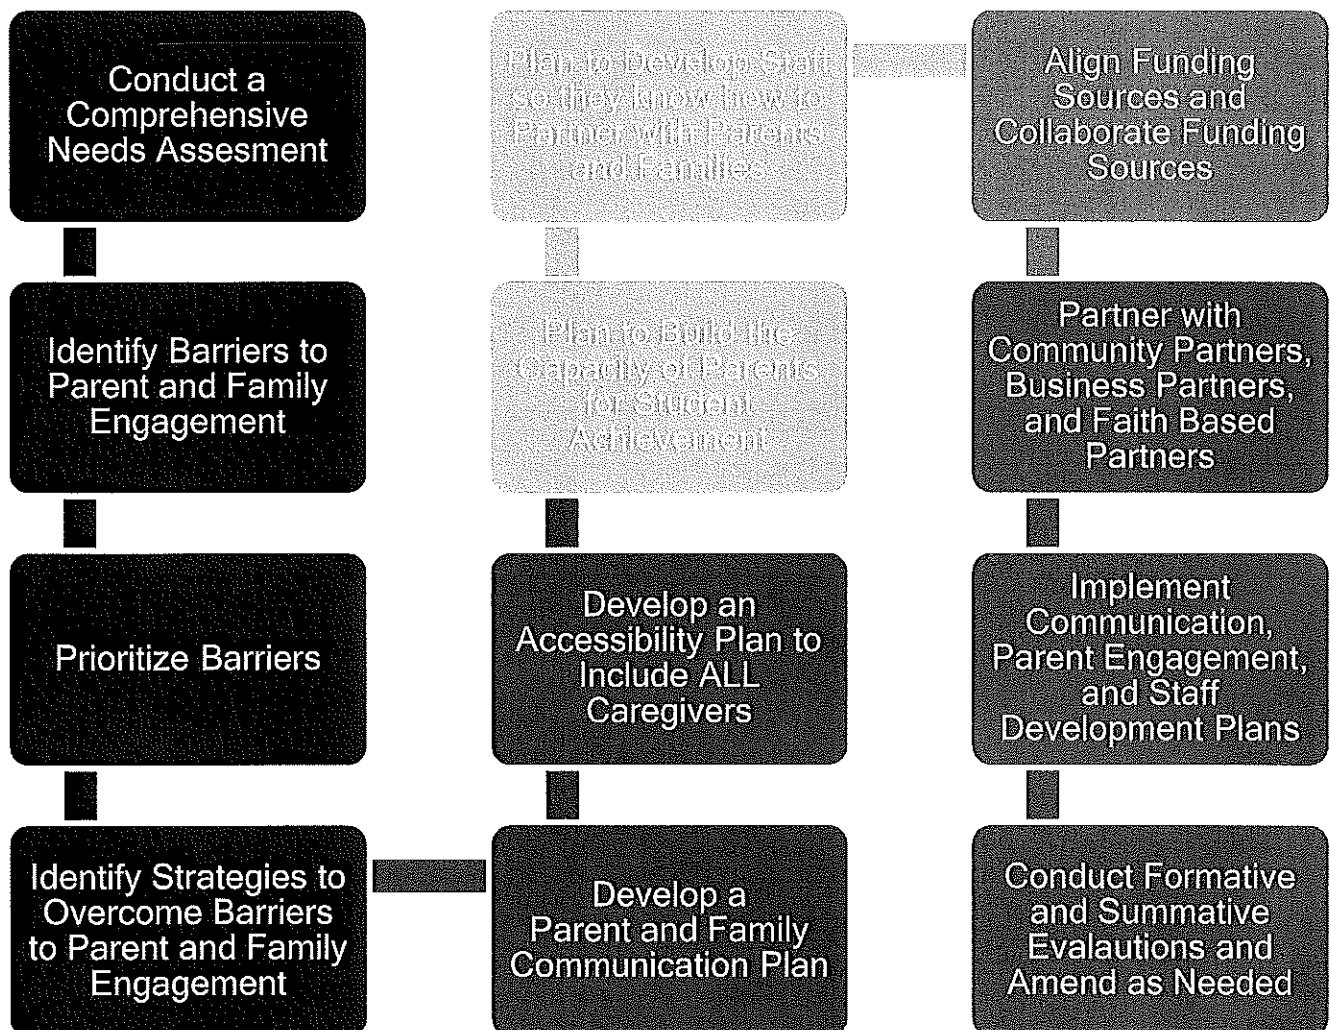 Conduct a
Comprehensive
Needs Assesment
Identify Barriers to
Parent and Family
Engagement
Prioritize Barriers
Identify Strategies to
Overcome Barriers
to Parent and Family
Engagement
Develop a
Parent and Family
Communication Plan
Develop an
Accessibility Plan to
Include ALL
Caregivers
Plan to Build the
Capacity of Parents
for Student
Achievement
Plan to Develop Staff
so they know how to
Partner with Parents
and Families
Align Funding
Sources and
Collaborate Funding
Sources
Partner with
Community Partners,
Business Partners,
and Faith Based
Partners
Implement
Communication,
Parent Engagement,
and Staff
Development Plans
Conduct Formative
and Summative
Evalautions and
Amend as Needed